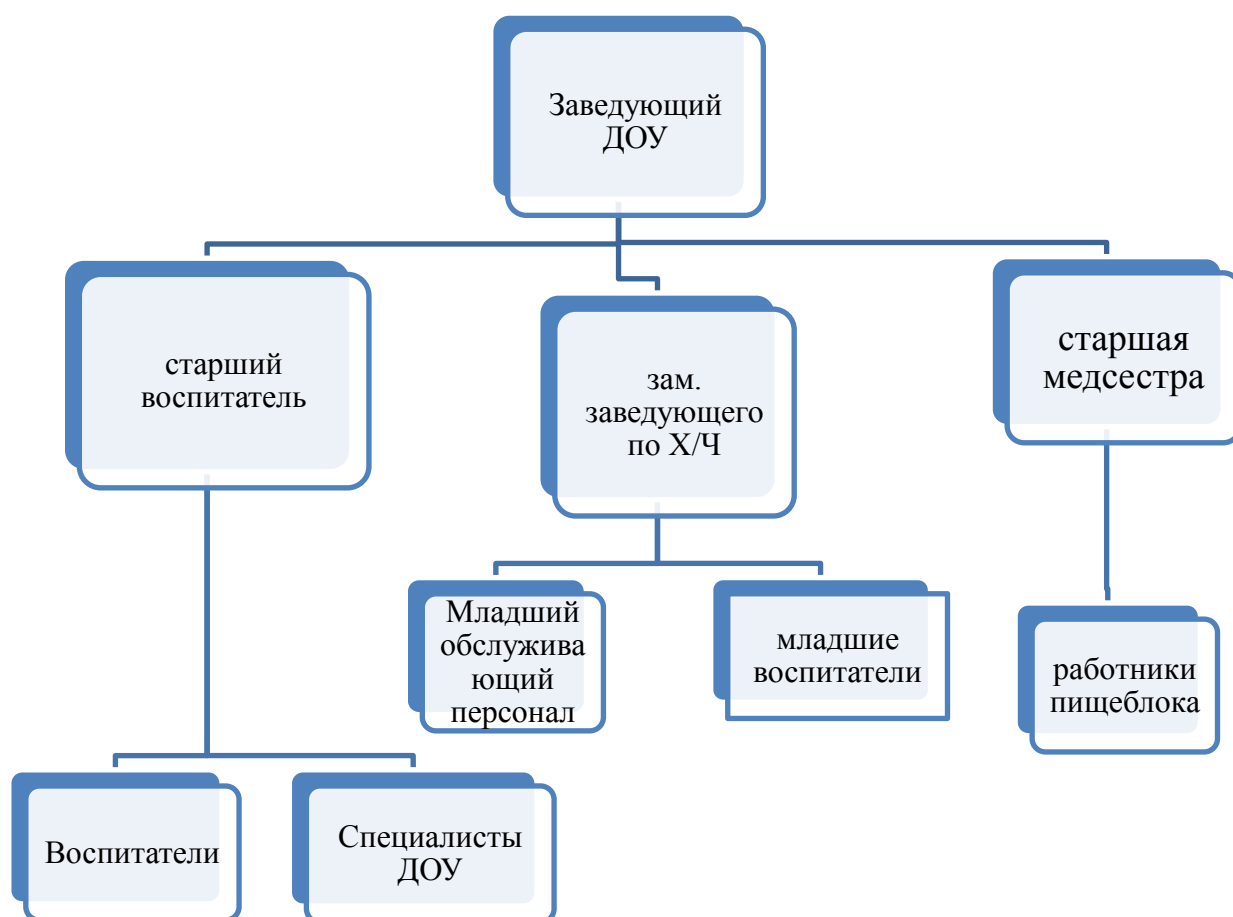 Заведующий
ДОУ
старший
воспитатель
зам.
заведующего
по Х/Ч
старшая
медсестра
Младший
обслужива
ющий
персонал
младшие
воспитатели
работники
пищеблока
Воспитатели
Специалисты
ДОУ